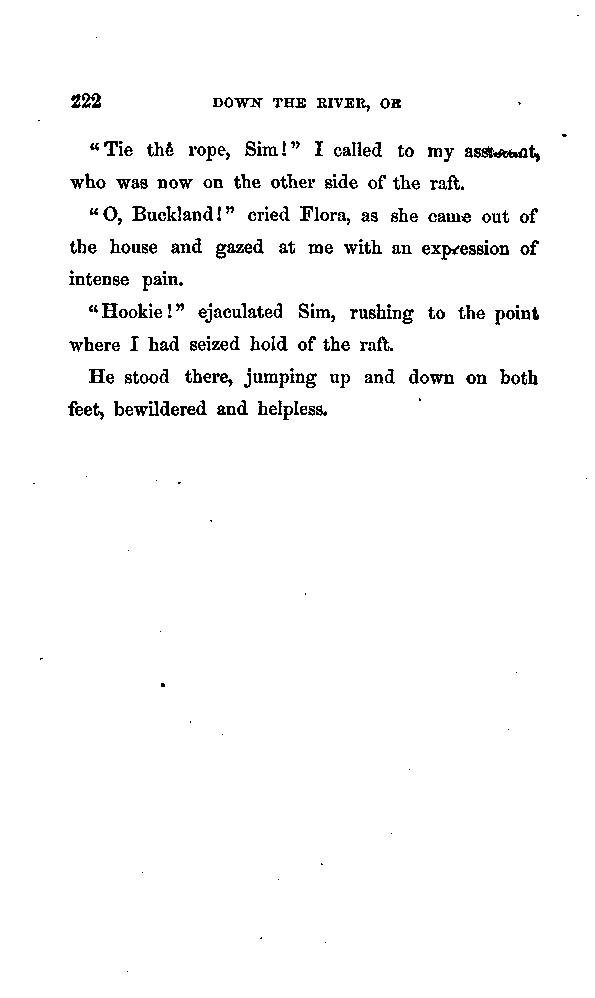 222 DOWN THE RIVER, OR
"Tie the rope, Sim!" I called to my assistant,
who was now on the other side of the raft.
"O, Buckland!" cried Flora, as she came out of
the house and gazed at me with an expression of
intense pain.
"Hookie!" ejaculated Sim, rushing to the point
where I had seized hold of the raft.
He stood there, jumping up and down on both
feet, bewildered and helpless.